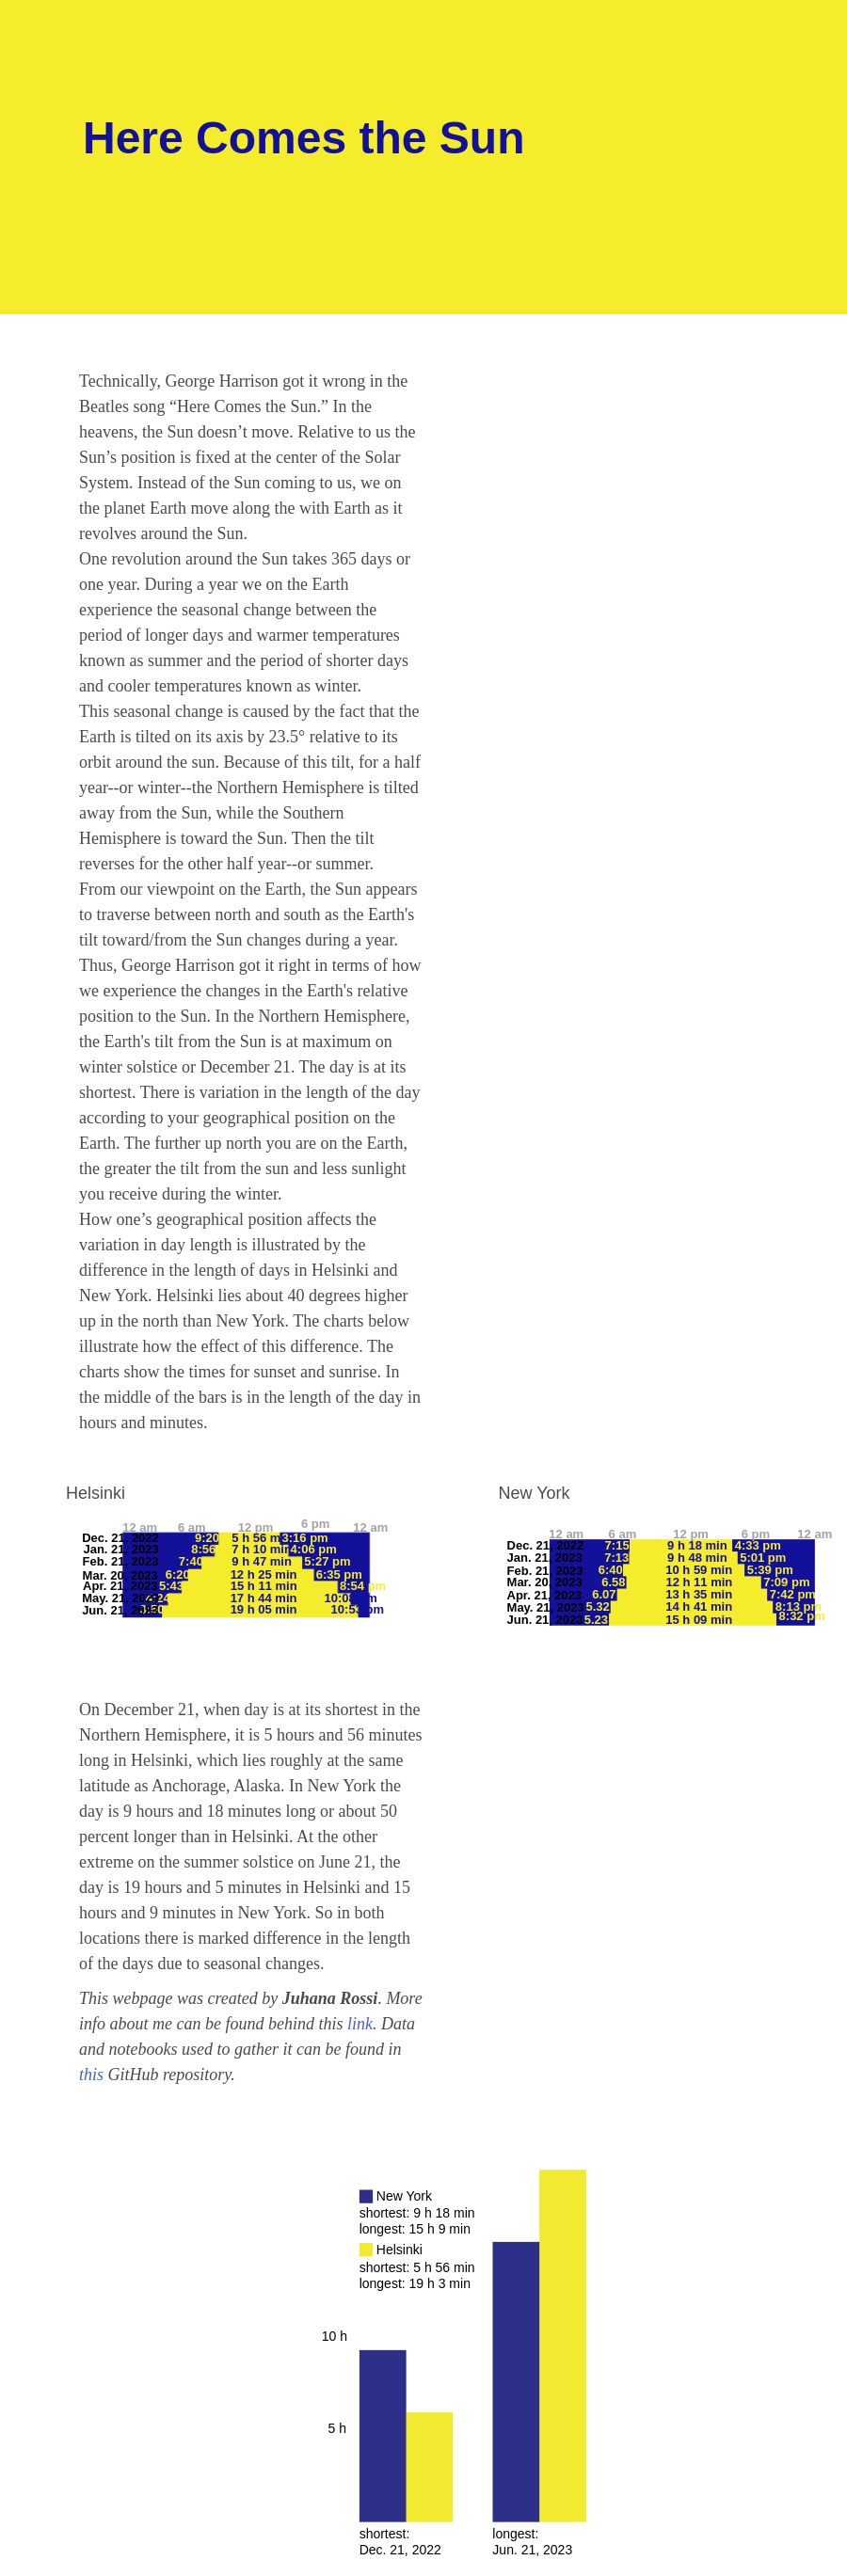 Here Comes the Sun
Technically, George Harrison got it wrong in the
Beatles song “Here Comes the Sun.” In the
heavens, the Sun doesn’t move. Relative to us the
Sun’s position is fixed at the center of the Solar
System. Instead of the Sun coming to us, we on
the planet Earth move along the with Earth as it
revolves around the Sun.
One revolution around the Sun takes 365 days or
one year. During a year we on the Earth
experience the seasonal change between the
period of longer days and warmer temperatures
known as summer and the period of shorter days
and cooler temperatures known as winter.
This seasonal change is caused by the fact that the
Earth is tilted on its axis by 23.5° relative to its
orbit around the sun. Because of this tilt, for a half
year--or winter--the Northern Hemisphere is tilted
away from the Sun, while the Southern
Hemisphere is toward the Sun. Then the tilt
reverses for the other half year--or summer.
From our viewpoint on the Earth, the Sun appears
to traverse between north and south as the Earth's
tilt toward/from the Sun changes during a year.
Thus, George Harrison got it right in terms of how
we experience the changes in the Earth's relative
position to the Sun. In the Northern Hemisphere,
the Earth's tilt from the Sun is at maximum on
winter solstice or December 21. The day is at its
shortest. There is variation in the length of the day
according to your geographical position on the
Earth. The further up north you are on the Earth,
the greater the tilt from the sun and less sunlight
you receive during the winter.
How one’s geographical position affects the
variation in day length is illustrated by the
difference in the length of days in Helsinki and
New York. Helsinki lies about 40 degrees higher
up in the north than New York. The charts below
illustrate how the effect of this difference. The
charts show the times for sunset and sunrise. In
the middle of the bars is in the length of the day in
hours and minutes.
Helsinki
12 am 6 am 12 pm 6 pm 12 am
Dec. 21, 2022 9:20 5 h 56 m 3:16 pm
Jan. 21, 2023 8:56 7 h 10 min 4:06 pm
Feb. 21, 2023 7:40 9 h 47 min 5:27 pm
Mar. 20, 2023 6:20 12 h 25 min 6:35 pm
Apr. 21, 2023 5:43 15 h 11 min 8:54 pm
May. 21, 17 h 44 min
Jun. 21, 19 h 05 min
New York
12 am 6 am 12 pm 6 pm 12 am
Dec. 21, 2022 7:15 9 h 18 min 4:33 pm
Jan. 21, 2023 7:13 9 h 48 min 5:01 pm
Feb. 21, 2023 6:40 10 h 59 min 5:39 pm
Mar. 20, 2023 6.58 12 h 11 min 7:09 pm
Apr. 21, 2023 6.07 13 h 35 min 7:42 pm
May. 21, 2023 5.32 14 h 41 min 8:13 pm
Jun. 21, 2023 5.23 15 h 09 min 8:32 pm
On December 21, when day is at its shortest in the
Northern Hemisphere, it is 5 hours and 56 minutes
long in Helsinki, which lies roughly at the same
latitude as Anchorage, Alaska. In New York the
day is 9 hours and 18 minutes long or about 50
percent longer than in Helsinki. At the other
extreme on the summer solstice on June 21, the
day is 19 hours and 5 minutes in Helsinki and 15
hours and 9 minutes in New York. So in both
locations there is marked difference in the length
of the days due to seasonal changes.
This webpage was created by Juhana Rossi. More
info about me can be found behind this link. Data
and notebooks used to gather it can be found in
this GitHub repository.
New York
shortest: 9 h 18 min
longest: 15 h 9 min
Helsinki
shortest: 5 h 56 min
longest: 19 h 3 min
10 h
5 h
shortest:
Dec. 21, 2022
longest:
Jun. 21, 2023